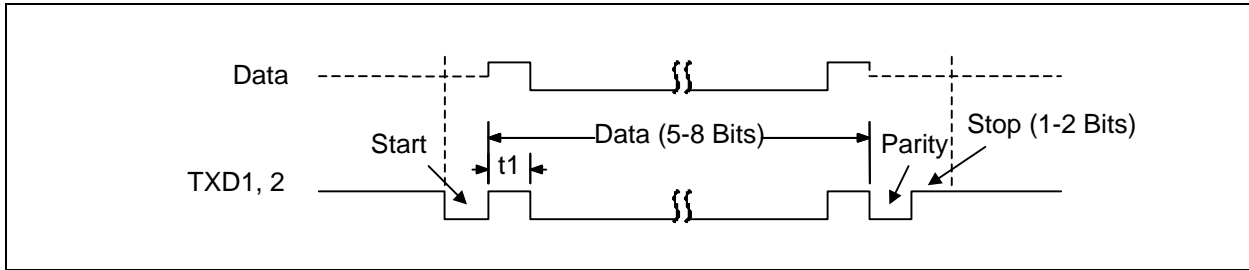 Data
Data (5-8 Bits)
Stop (1-2 Bits)
Start
Parity
t1
TXD1, 2